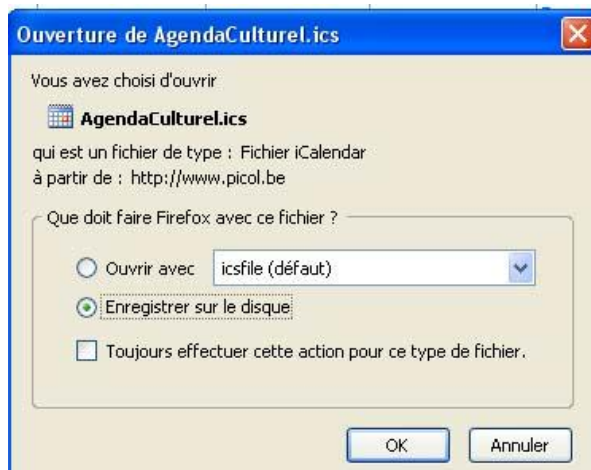 Ouverture de AgendaCulturel.ics
Vous avez choisi d'ouvrir
AgendaCulturel.ics
qui est un fichier de type : Fichier iCalendar
à partir de : http://www.picol.be
Que doit faire Firefox avec ce fichier ?
Ouvrir avec icsfile (défaut)
Enregistrer sur le disque
Toujours effectuer cette action pour ce type de fichier.
OK Annuler